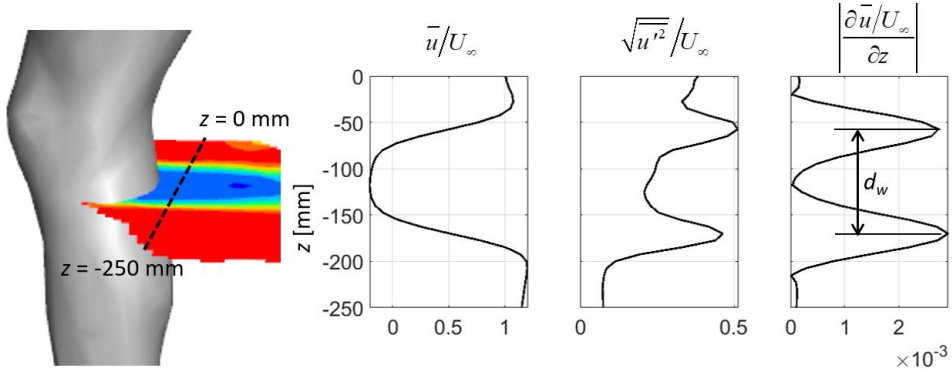 z = 0 mm
z = -250 mm
u̅/U∞
z [mm]
0
-50
-100
-150
-200
-250
0
0.5
1
√(u'²)‾/U∞
0
0.5
|∂u̅/U∞ / ∂z|
d_w
0
1
2
×10⁻³